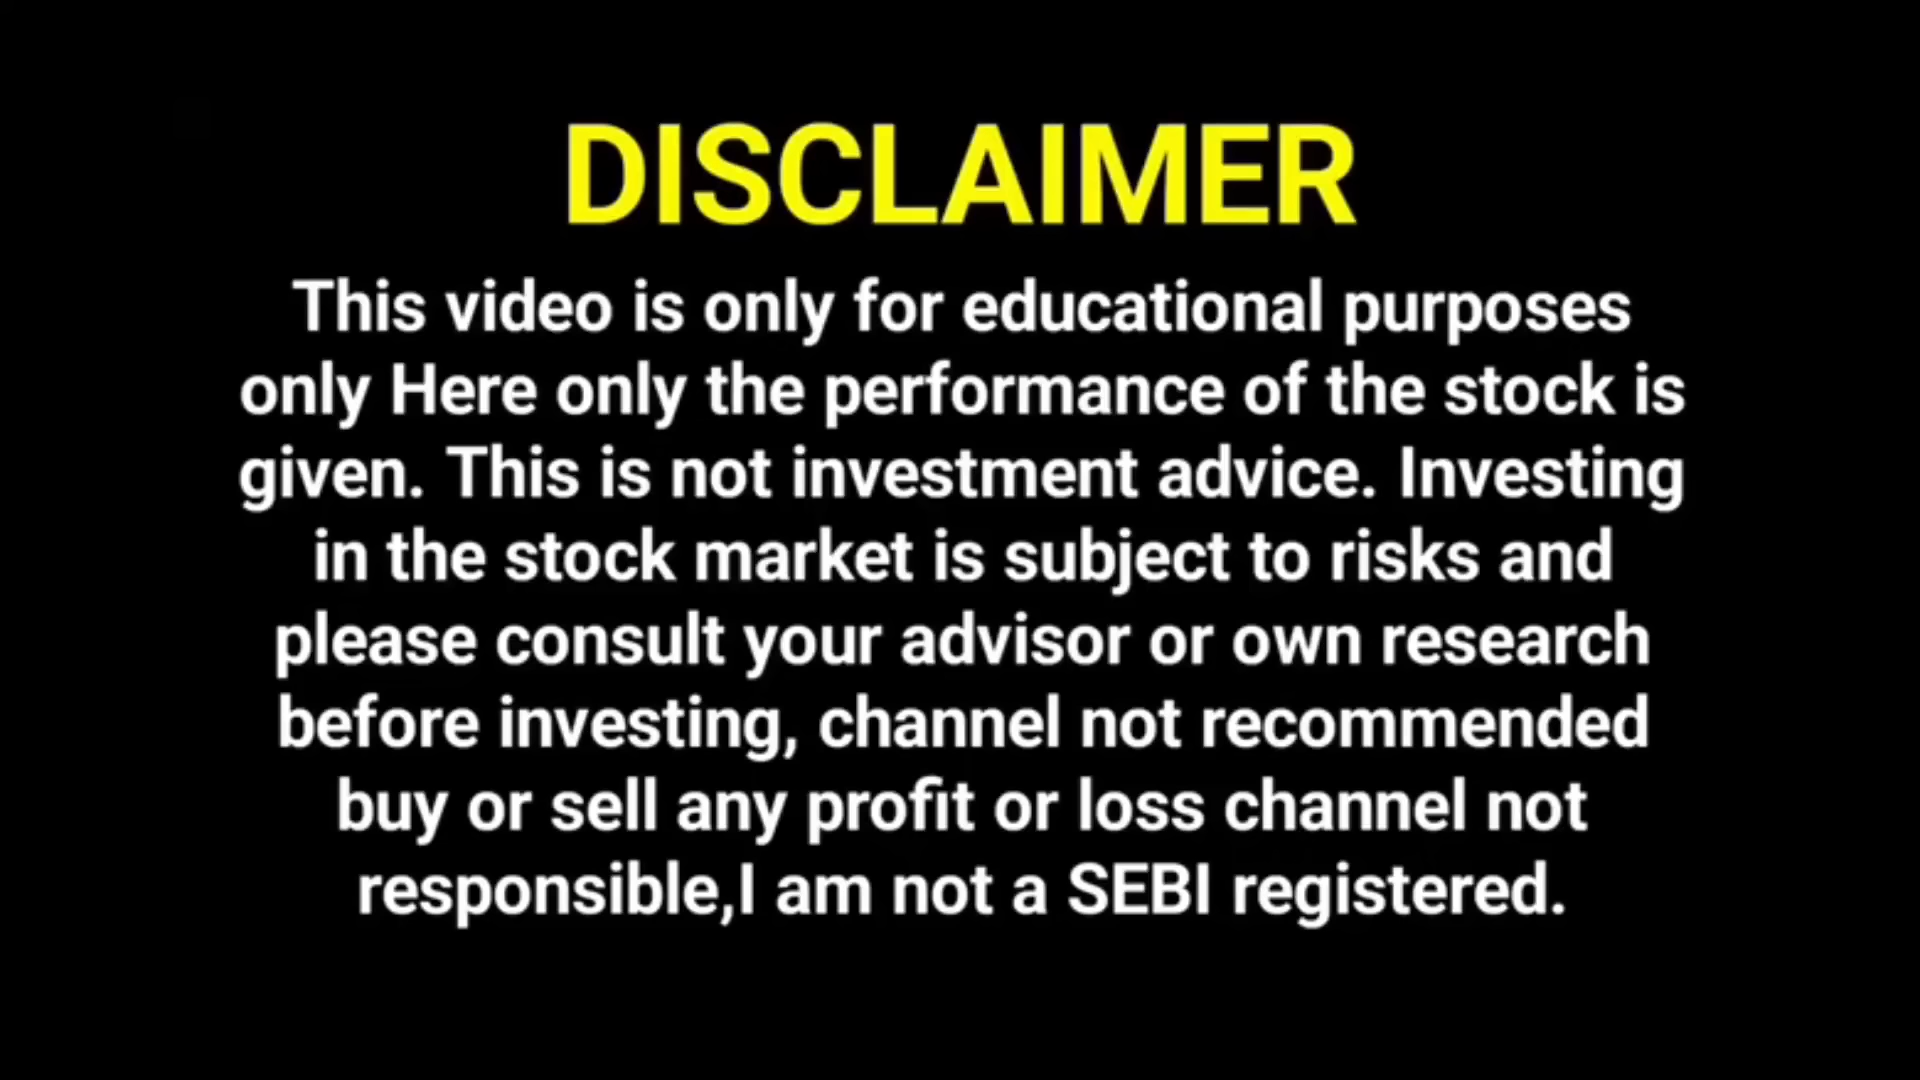 DISCLAIMER
This video is only for educational purposes
only Here only the performance of the stock is
given. This is not investment advice. Investing
in the stock market is subject to risks and
please consult your advisor or own research
before investing, channel not recommended
buy or sell any profit or loss channel not
responsible,I am not a SEBI registered.